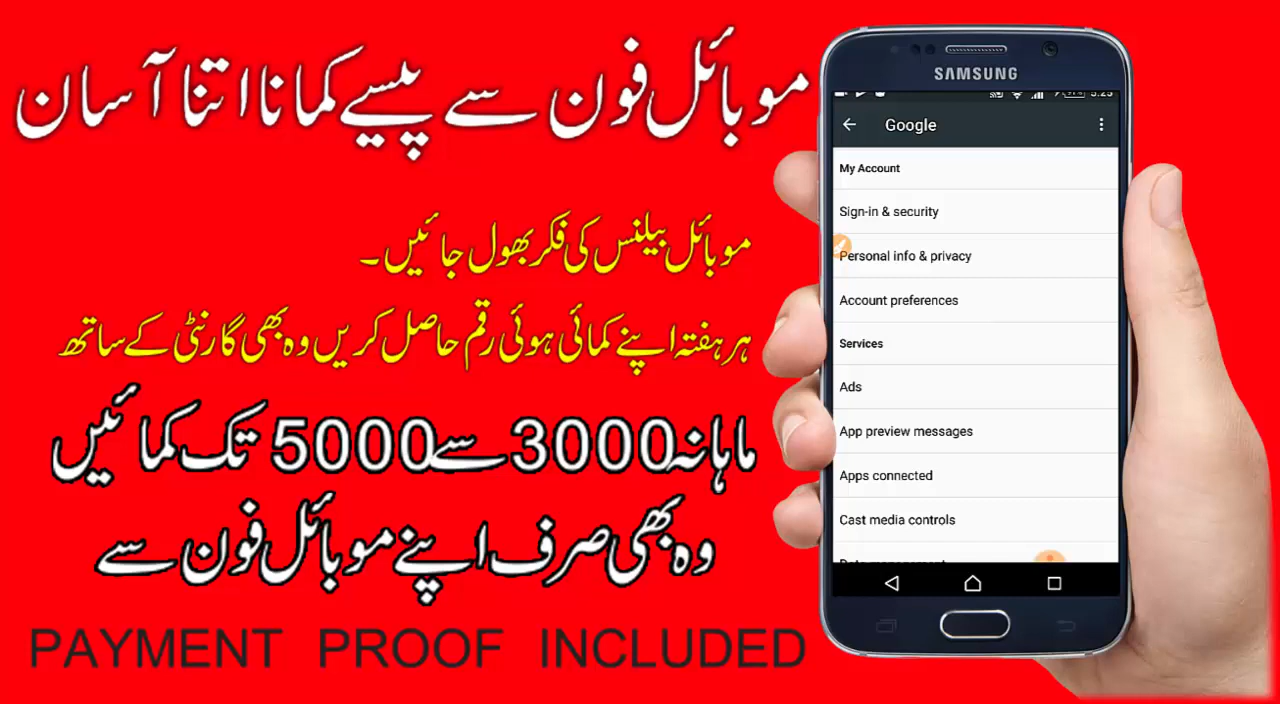 موبائل فون سے پیسے کمانا اتنا آسان
موبائل بیلنس کی فکر بھول جائیں۔
ہر ہفتہ اپنے کمائی ہوئی رقم حاصل کریں وہ بھی گارنٹی کے ساتھ
ماہانہ 3000 سے 5000 تک کمائیں
وہ بھی صرف اپنے موبائل فون سے
PAYMENT PROOF INCLUDED
SAMSUNG
Google
My Account
Sign-in & security
Personal info & privacy
Account preferences
Services
Ads
App preview messages
Apps connected
Cast media controls